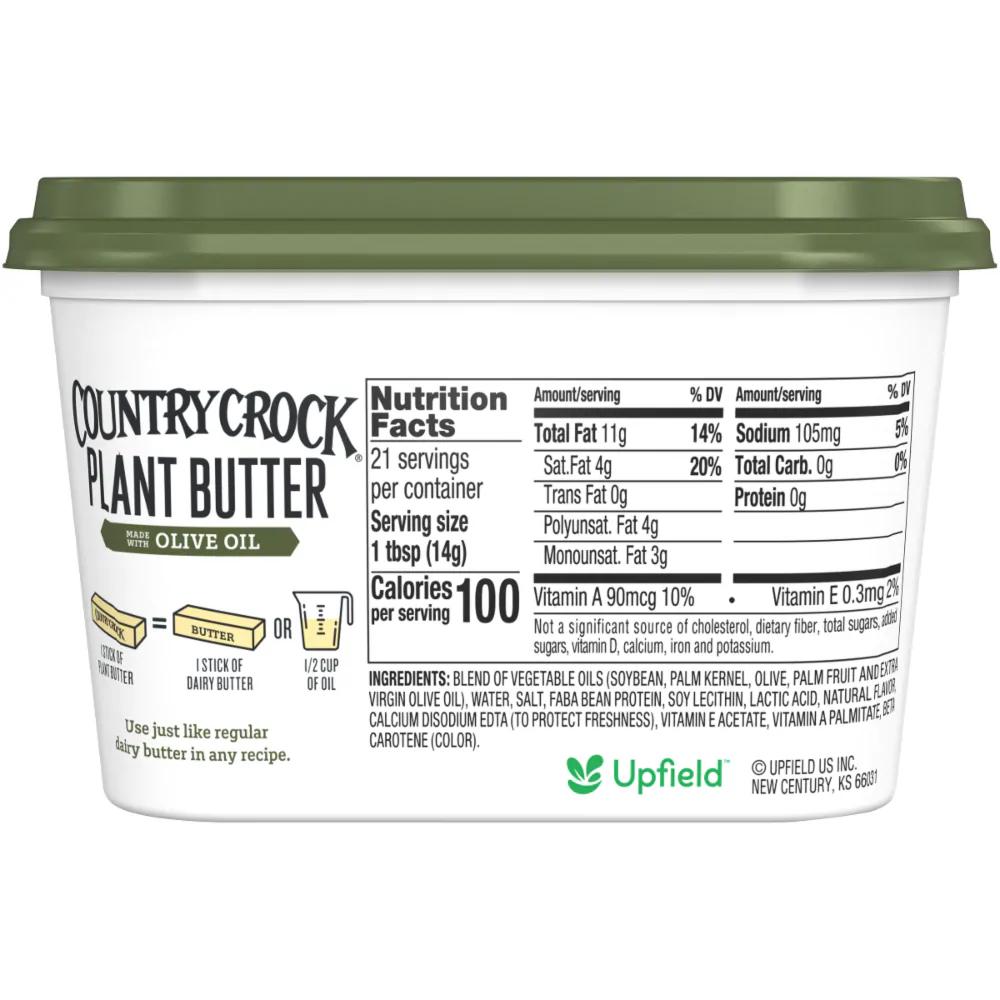 COUNTRY CROCK®
PLANT BUTTER
MADE WITH OLIVE OIL
COUNTRY CROCK
1 STICK OF
PLANT BUTTER
=
BUTTER
1 STICK OF
DAIRY BUTTER
OR
1/2 CUP
OF OIL
Use just like regular
dairy butter in any recipe.
Nutrition
Facts
21 servings
per container
Serving size
1 tbsp (14g)
Calories
per serving
100
Amount/serving % DV
Total Fat 11g 14%
Sat.Fat 4g 20%
Trans Fat 0g
Polyunsat. Fat 4g
Monounsat. Fat 3g
Amount/serving % DV
Sodium 105mg 5%
Total Carb. 0g 0%
Protein 0g
Vitamin A 90mcg 10% • Vitamin E 0.3mg 2%
Not a significant source of cholesterol, dietary fiber, total sugars, added
sugars, vitamin D, calcium, iron and potassium.
INGREDIENTS: BLEND OF VEGETABLE OILS (SOYBEAN, PALM KERNEL, OLIVE, PALM FRUIT AND EXTRA
VIRGIN OLIVE OIL), WATER, SALT, FABA BEAN PROTEIN, SOY LECITHIN, LACTIC ACID, NATURAL FLAVOR,
CALCIUM DISODIUM EDTA (TO PROTECT FRESHNESS), VITAMIN E ACETATE, VITAMIN A PALMITATE, BETA
CAROTENE (COLOR).
Upfield™
© UPFIELD US INC.
NEW CENTURY, KS 66031